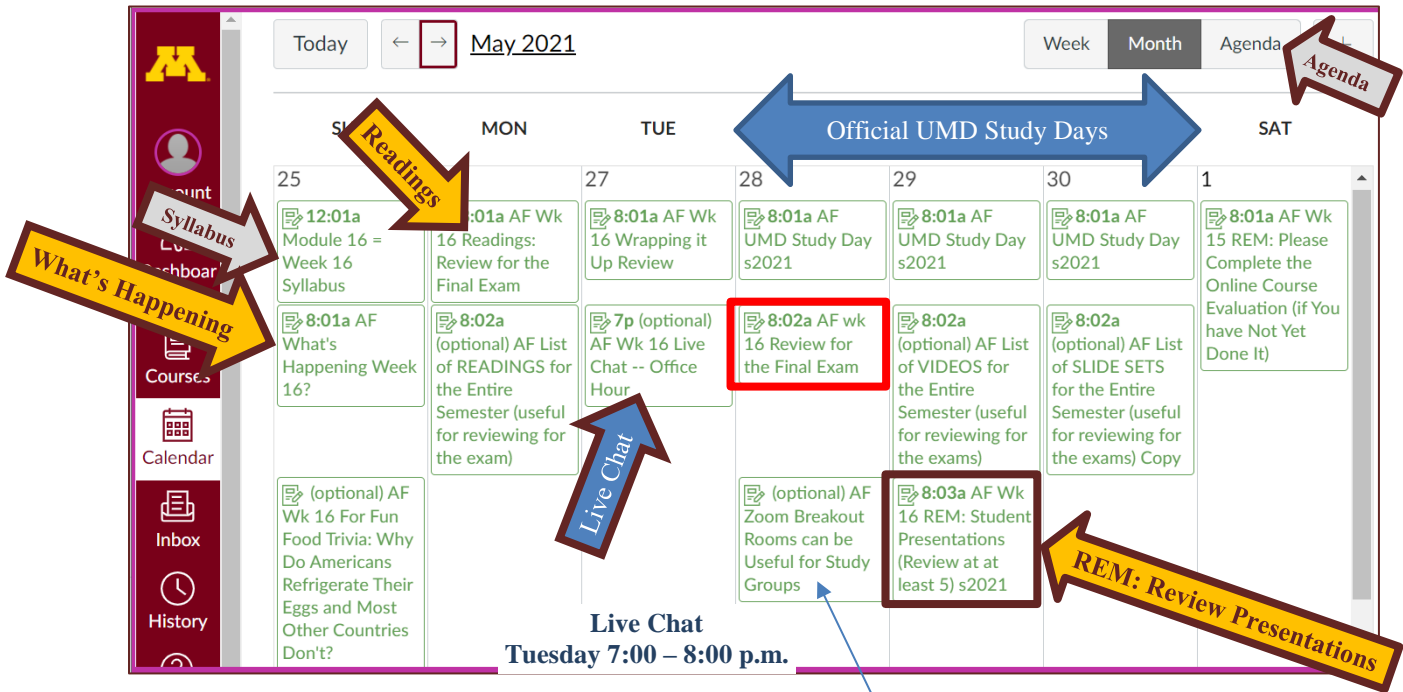 Today
←
→
May 2021
Week
Month
Agenda
Agenda
Readings
MON
TUE
Official UMD Study Days
SAT
Syllabus
What's Happening
Courses
Calendar
Inbox
History
25
12:01a
Module 16 =
Week 16
Syllabus
8:01a AF
What's
Happening Week
16?
(optional) AF
Wk 16 For Fun
Food Trivia: Why
Do Americans
Refrigerate Their
Eggs and Most
Other Countries
Don't?
:01a AF Wk
16 Readings:
Review for the
Final Exam
8:02a
(optional) AF List
of READINGS for
the Entire
Semester (useful
for reviewing for
the exam)
27
8:01a AF Wk
16 Wrapping it
Up Review
7p (optional)
AF Wk 16 Live
Chat -- Office
Hour
Live Chat
28
8:01a AF
UMD Study Day
s2021
8:02a AF wk
16 Review for
the Final Exam
(optional) AF
Zoom Breakout
Rooms can be
Useful for Study
Groups
29
8:01a AF
UMD Study Day
s2021
8:02a
(optional) AF List
of VIDEOS for
the Entire
Semester (useful
for reviewing for
the exams)
8:03a AF Wk
16 REM: Student
Presentations
(Review at at
least 5) s2021
30
8:01a AF
UMD Study Day
s2021
8:02a
(optional) AF List
of SLIDE SETS
for the Entire
Semester (useful
for reviewing for
the exams) Copy
1
8:01a AF Wk
15 REM: Please
Complete the
Online Course
Evaluation (if You
have Not Yet
Done It)
REM: Review Presentations
Live Chat
Tuesday 7:00 – 8:00 p.m.